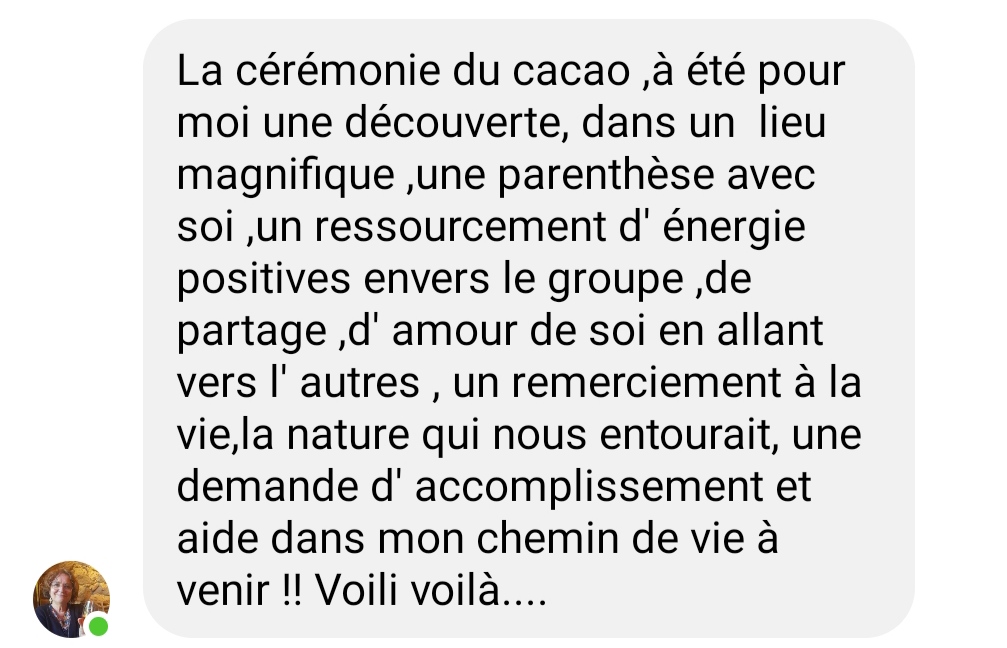 La cérémonie du cacao ,à été pour
moi une découverte, dans un  lieu
magnifique ,une parenthèse avec
soi ,un ressourcement d' énergie
positives envers le groupe ,de
partage ,d' amour de soi en allant
vers l' autres , un remerciement à la
vie,la nature qui nous entourait, une
demande d' accomplissement et
aide dans mon chemin de vie à
venir !! Voili voilà....